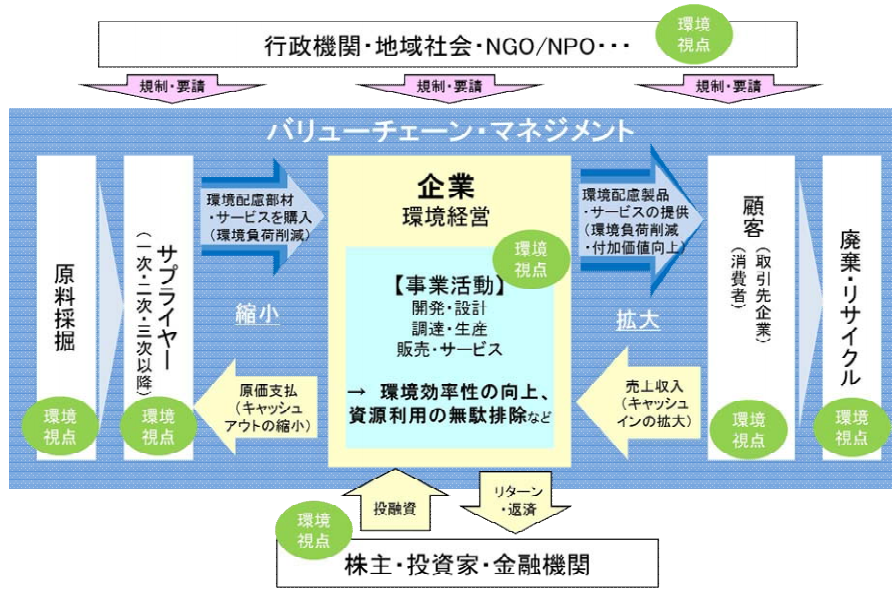 行政機関・地域社会・NGO/NPO・・・
環境
視点
規制・要請
規制・要請
規制・要請
バリューチェーン・マネジメント
原料採掘
環境
視点
サプライヤー
（一次・二次・三次以降）
環境
視点
環境配慮部材
・サービスを購入
（環境負荷削減）
縮小
原価支払
（キャッシュ
アウトの縮小）
企業
環境経営
環境
視点
【事業活動】
開発・設計
調達・生産
販売・サービス
→ 環境効率性の向上、
資源利用の無駄排除など
環境配慮製品
・サービスの提供
（環境負荷削減
・付加価値向上）
拡大
売上収入
（キャッシュ
インの拡大）
顧客
（取引先企業）
（消費者）
環境
視点
廃棄・リサイクル
環境
視点
投融資
リターン
・返済
環境
視点
株主・投資家・金融機関